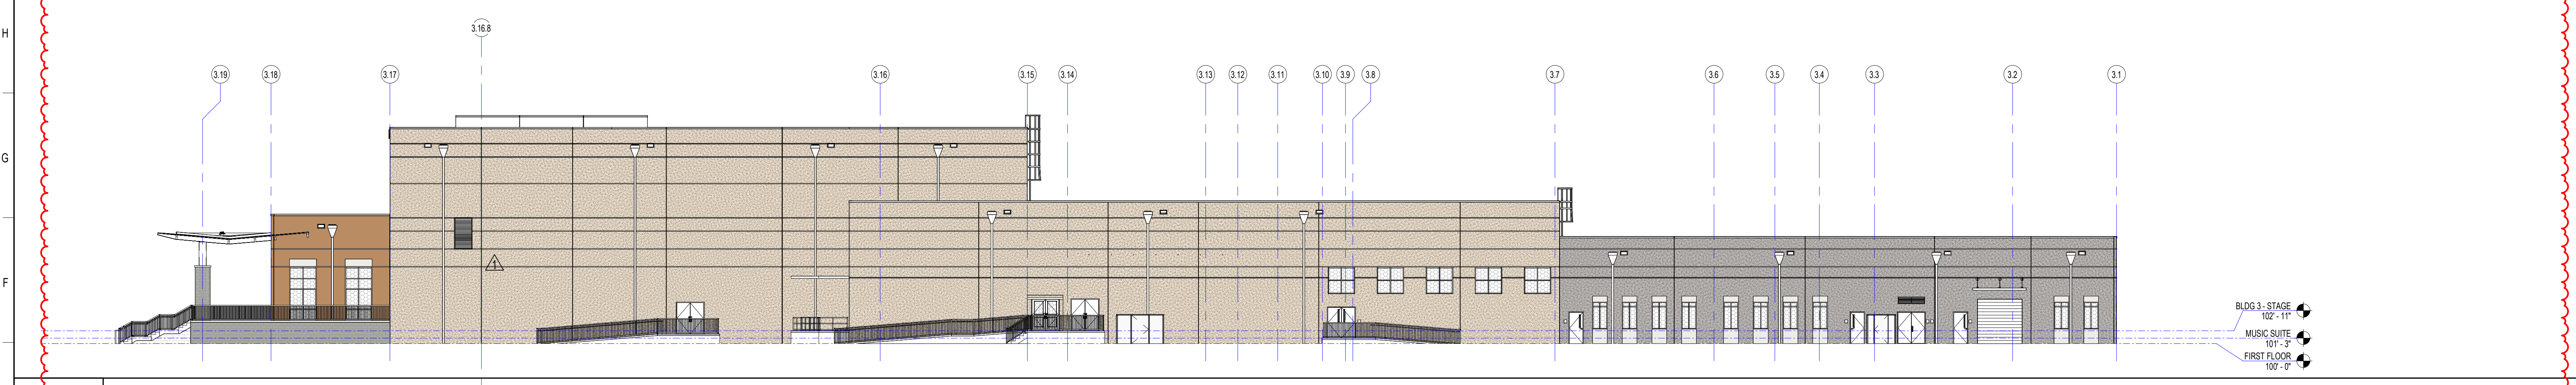 H
3.16.8
3.19
3.18
3.17
3.16
3.15
3.14
3.13
3.12
3.11
3.10
3.9
3.8
3.7
3.6
3.5
3.4
3.3
3.2
3.1
G
1
F
BLDG 3 - STAGE
102' - 11"
MUSIC SUITE
101' - 3"
FIRST FLOOR
100' - 0"